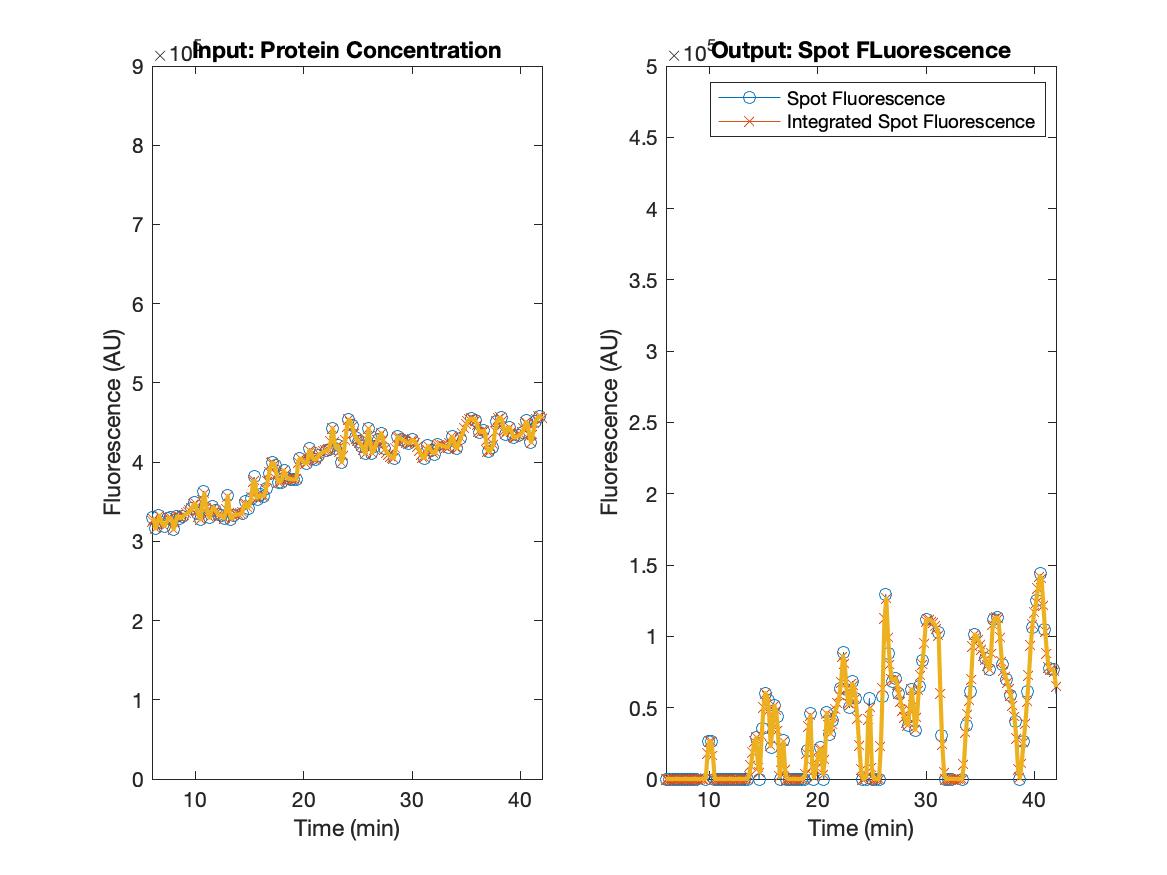 ×10⁵
Input: Protein Concentration
9
8
7
6
5
4
3
2
1
0
10 20 30 40
Time (min)
Fluorescence (AU)
×10⁵
Output: Spot FLuorescence
Spot Fluorescence
Integrated Spot Fluorescence
5
4.5
4
3.5
3
2.5
2
1.5
1
0.5
0
10 20 30 40
Time (min)
Fluorescence (AU)